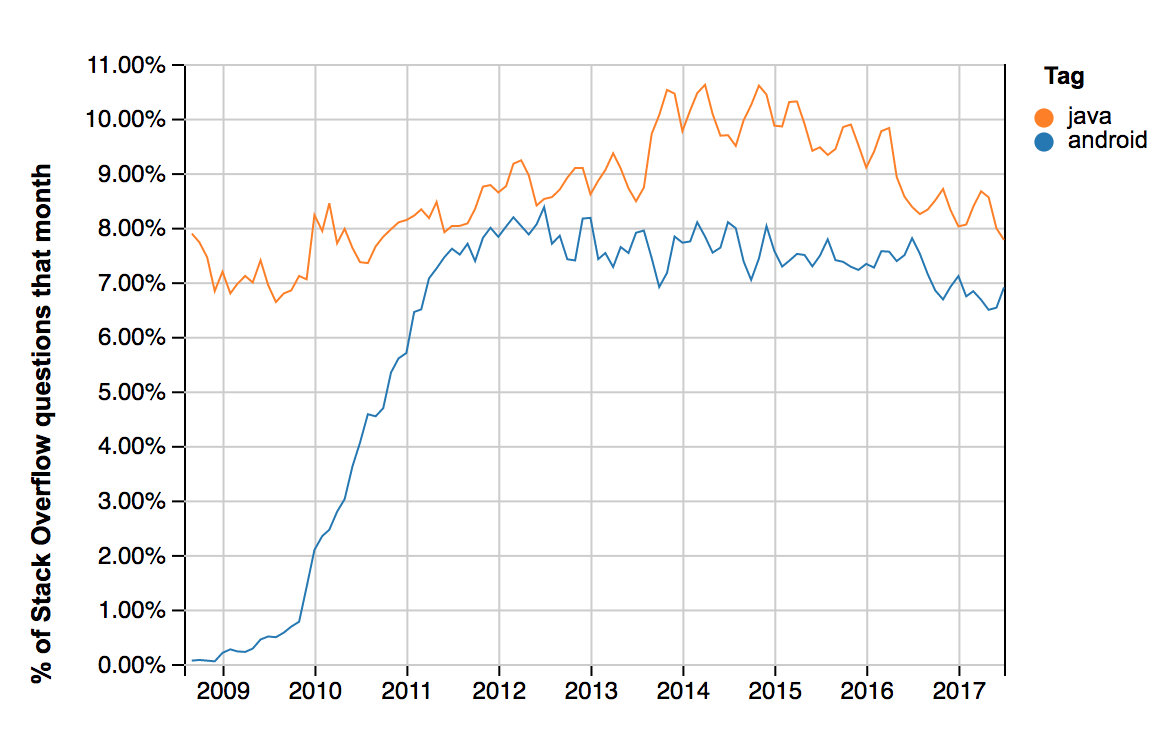 % of Stack Overflow questions that month
11.00%
10.00%
9.00%
8.00%
7.00%
6.00%
5.00%
4.00%
3.00%
2.00%
1.00%
0.00%
2009 2010 2011 2012 2013 2014 2015 2016 2017
Tag
java
android